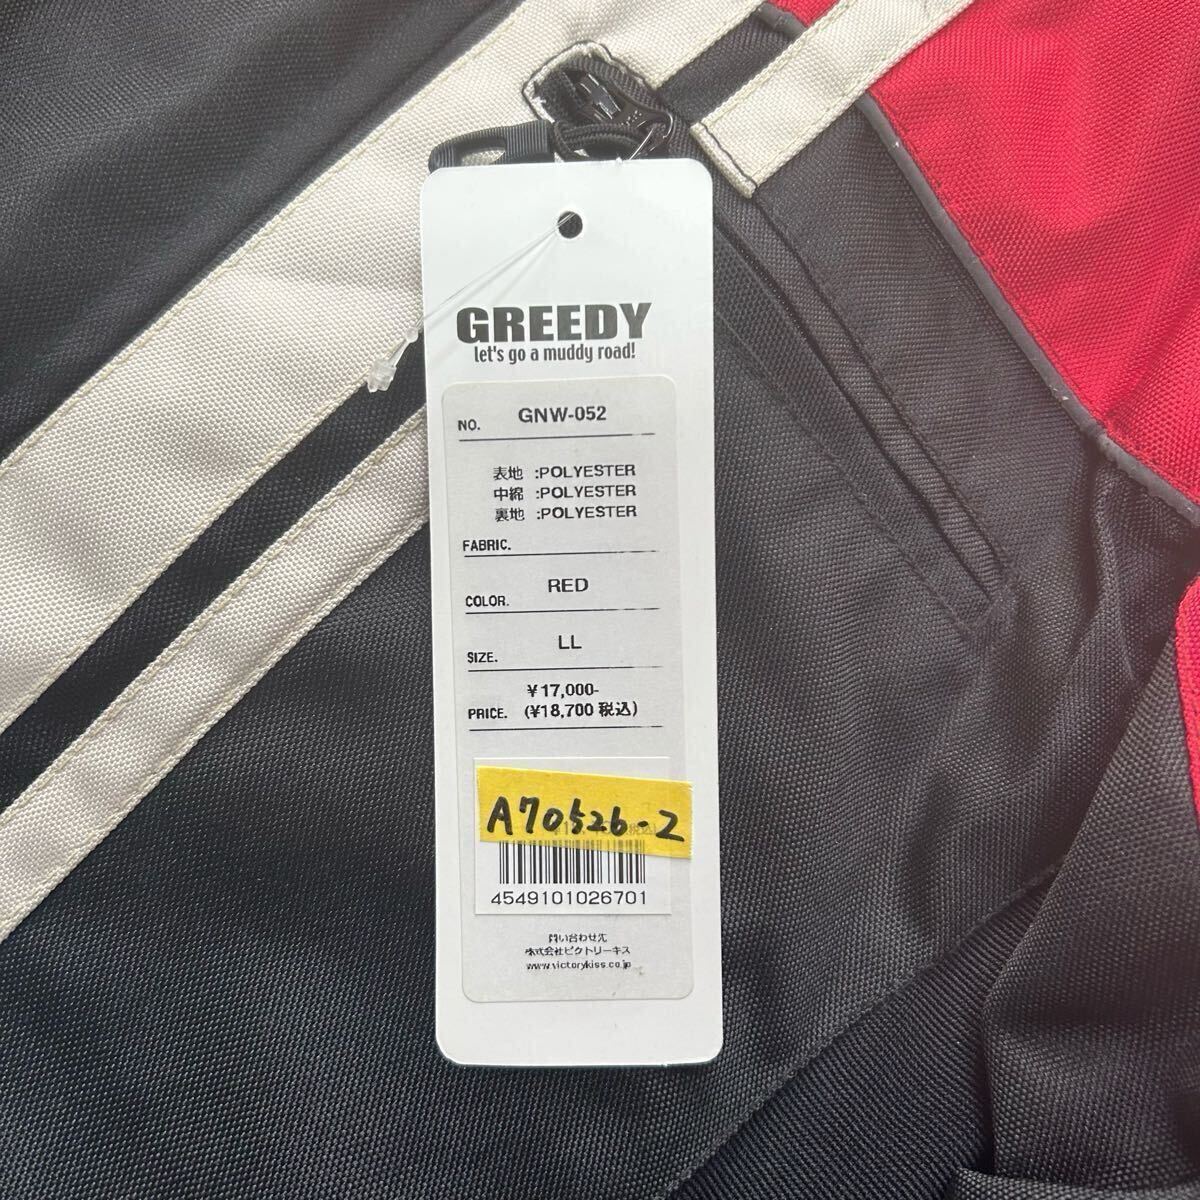 GREEDY
let's go a muddy road!
NO. GNW-052
表地 :POLYESTER
中綿 :POLYESTER
裏地 :POLYESTER
FABRIC.
COLOR. RED
SIZE. LL
¥17,000-
PRICE. (¥18,700 税込)
A70526-2
4549101026701
問い合わせ先
株式会社ビクトリーキス
www.victorykiss.co.jp